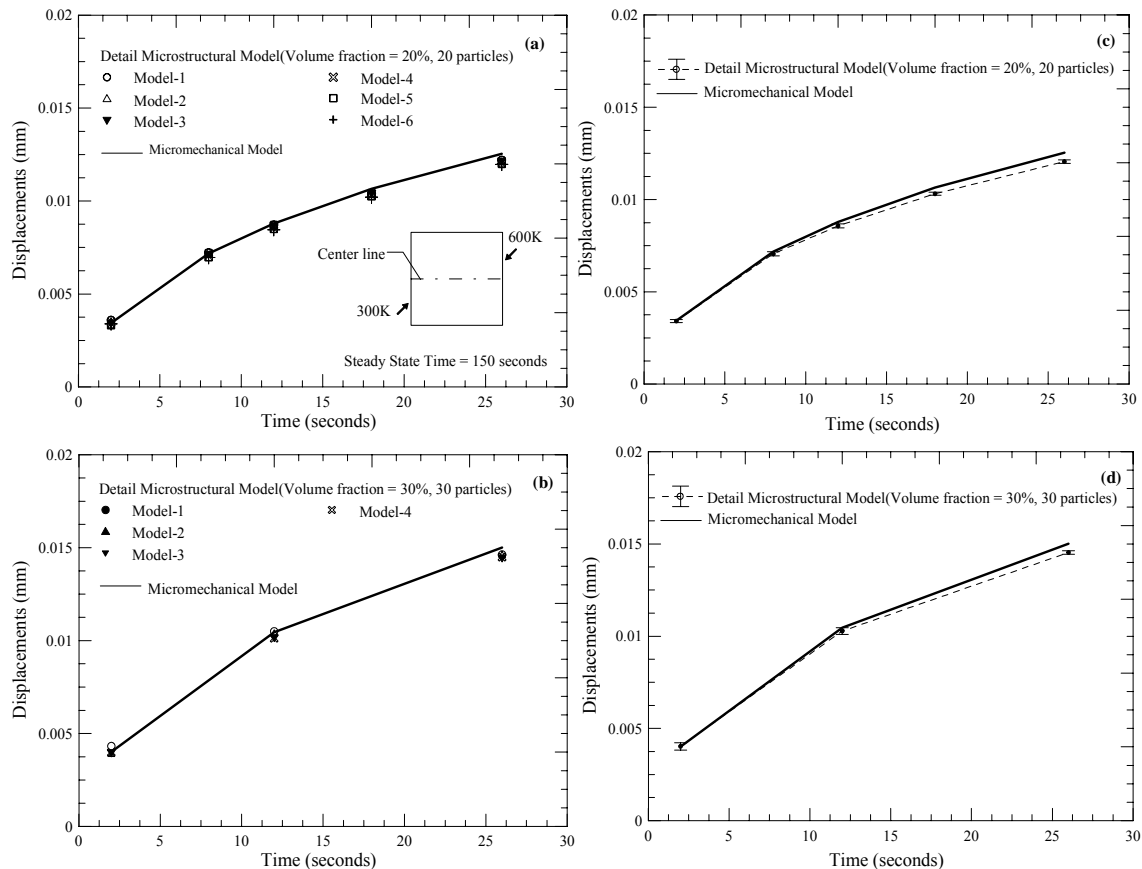 (a)
Detail Microstructural Model(Volume fraction = 20%, 20 particles)
Model-1 Model-4
Model-2 Model-5
Model-3 Model-6
Micromechanical Model
Center line
600K
300K
Steady State Time = 150 seconds
Displacements (mm)
0.02
0.015
0.01
0.005
0
0 5 10 15 20 25 30
Time (seconds)
(c)
Detail Microstructural Model(Volume fraction = 20%, 20 particles)
Micromechanical Model
Displacements (mm)
0.02
0.015
0.01
0.005
0
0 5 10 15 20 25 30
Time (seconds)
(b)
Detail Microstructural Model(Volume fraction = 30%, 30 particles)
Model-1 Model-4
Model-2
Model-3
Micromechanical Model
Displacements (mm)
0.02
0.015
0.01
0.005
0
0 5 10 15 20 25 30
Time (seconds)
(d)
Detail Microstructural Model(Volume fraction = 30%, 30 particles)
Micromechanical Model
Displacements (mm)
0.02
0.015
0.01
0.005
0
0 5 10 15 20 25 30
Time (seconds)